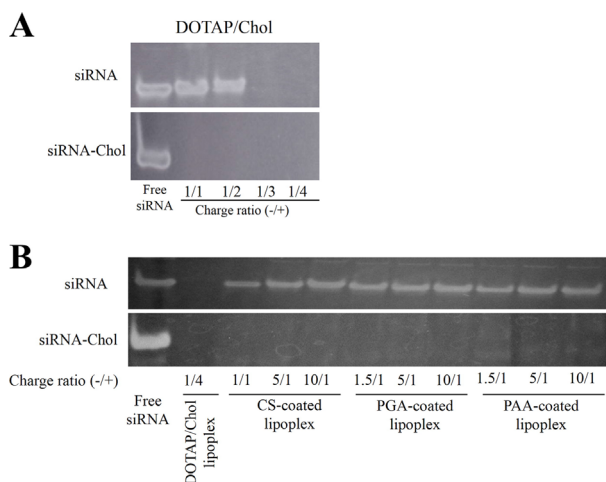 A
DOTAP/Chol
siRNA
siRNA-Chol
Free siRNA
1/1 1/2 1/3 1/4
Charge ratio (-/+)
B
siRNA
siRNA-Chol
Charge ratio (-/+) 1/4 1/1 5/1 10/1 1.5/1 5/1 10/1 1.5/1 5/1 10/1
Free
siRNA
DOTAP/Chol
lipoplex
CS-coated
lipoplex
PGA-coated
lipoplex
PAA-coated
lipoplex